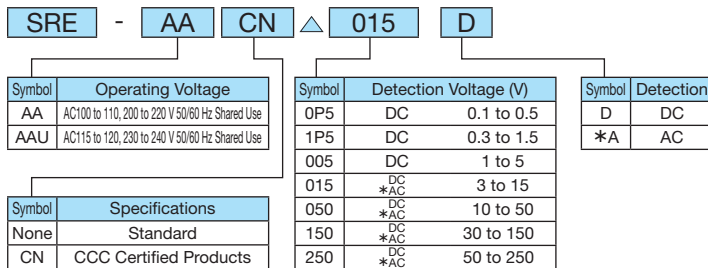 SRE - AA CN △ 015 D
Symbol Operating Voltage
AA AC100 to 110, 200 to 220 V 50/60 Hz Shared Use
AAU AC115 to 120, 230 to 240 V 50/60 Hz Shared Use
Symbol Specifications
None Standard
CN CCC Certified Products
Symbol Detection Voltage (V)
0P5 DC 0.1 to 0.5
1P5 DC 0.3 to 1.5
005 DC 1 to 5
015 DC ∗AC 3 to 15
050 DC ∗AC 10 to 50
150 DC ∗AC 30 to 150
250 DC ∗AC 50 to 250
Symbol Detection
D DC
∗A AC